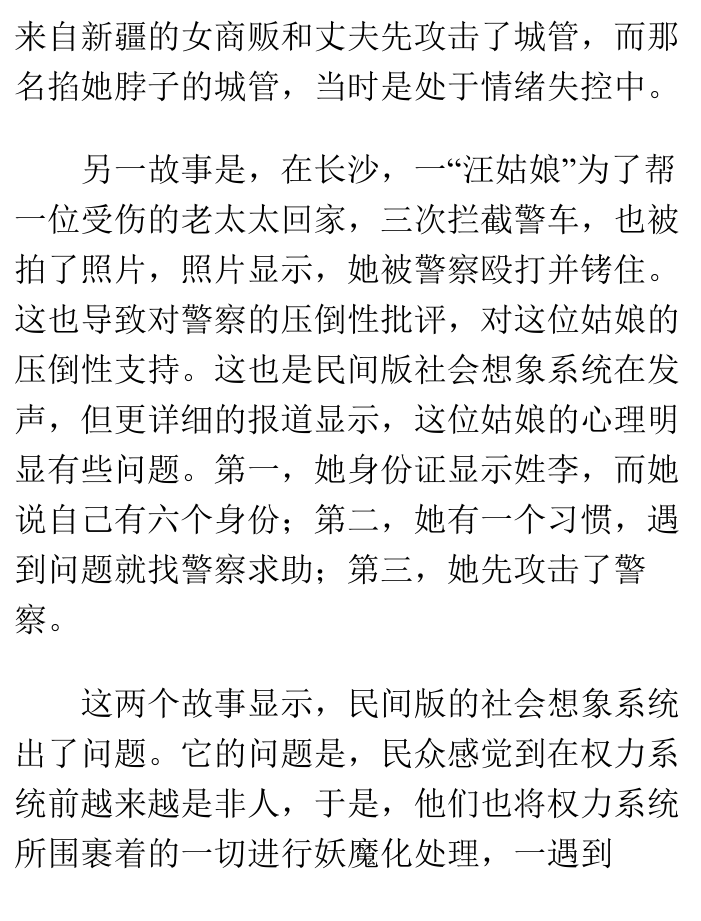 来自新疆的女商贩和丈夫先攻击了城管，而那
名掐她脖子的城管，当时是处于情绪失控中。
另一故事是，在长沙，一“汪姑娘”为了帮
一位受伤的老太太回家，三次拦截警车，也被
拍了照片，照片显示，她被警察殴打并铐住。
这也导致对警察的压倒性批评，对这位姑娘的
压倒性支持。这也是民间版社会想象系统在发
声，但更详细的报道显示，这位姑娘的心理明
显有些问题。第一，她身份证显示姓李，而她
说自己有六个身份；第二，她有一个习惯，遇
到问题就找警察求助；第三，她先攻击了警
察。
这两个故事显示，民间版的社会想象系统
出了问题。它的问题是，民众感觉到在权力系
统前越来越是非人，于是，他们也将权力系统
所围裹着的一切进行妖魔化处理，一遇到